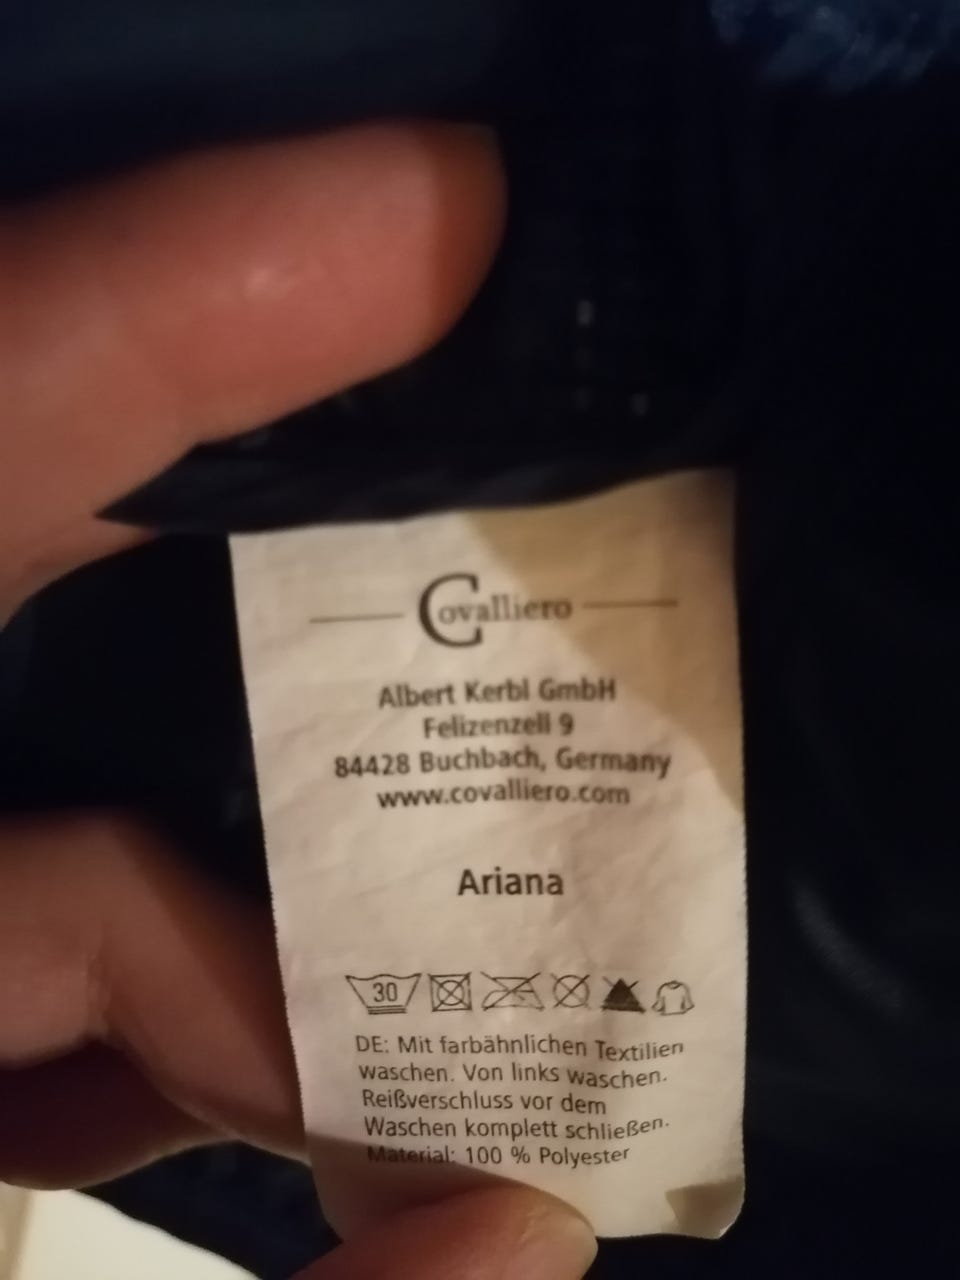 Covalliero
Albert Kerbl GmbH
Felizenzell 9
84428 Buchbach, Germany
www.covalliero.com
Ariana
30
DE: Mit farbähnlichen Textilien
waschen. Von links waschen.
Reißverschluss vor dem
Waschen komplett schließen.
Material: 100 % Polyester